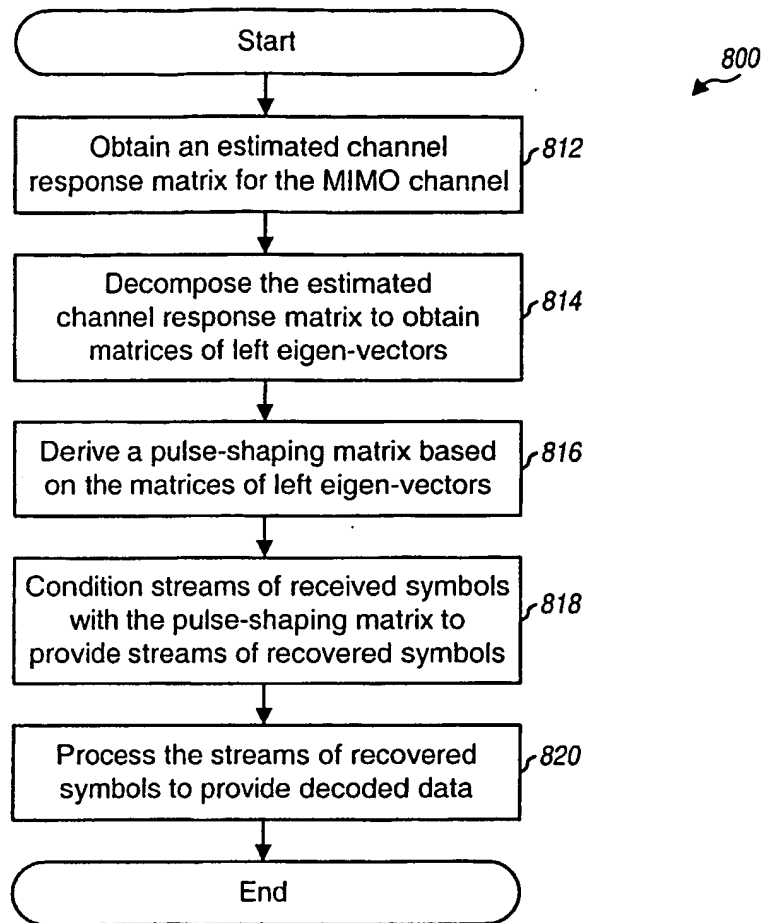 Start
800
Obtain an estimated channel
response matrix for the MIMO channel
812
Decompose the estimated
channel response matrix to obtain
matrices of left eigen-vectors
814
Derive a pulse-shaping matrix based
on the matrices of left eigen-vectors
816
Condition streams of received symbols
with the pulse-shaping matrix to
provide streams of recovered symbols
818
Process the streams of recovered
symbols to provide decoded data
820
End